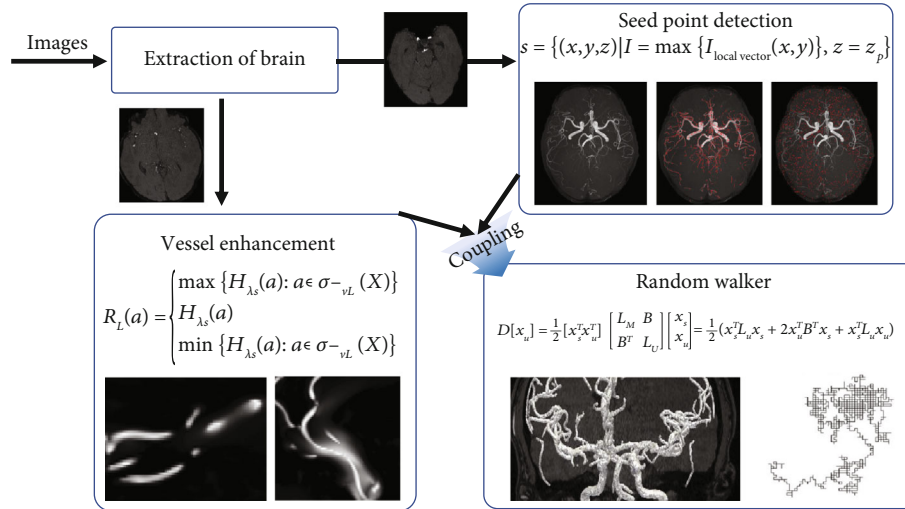 Images
Extraction of brain
Seed point detection
s = {(x,y,z)|I = max {I_local vector(x,y)}, z = z_p}
Vessel enhancement
R_L(a) =
max {H_λs(a): a ϵ σ−_νL (X)}
H_λs(a)
min {H_λs(a): a ϵ σ−_νL (X)}
Coupling
Random walker
D[x_u] = 1/2 [x_s^T x_u^T] [L_M B B^T L_U] [x_s x_u] = 1/2 (x_s^T L_u x_s + 2x_u^T B^T x_s + x_s^T L_u x_u)